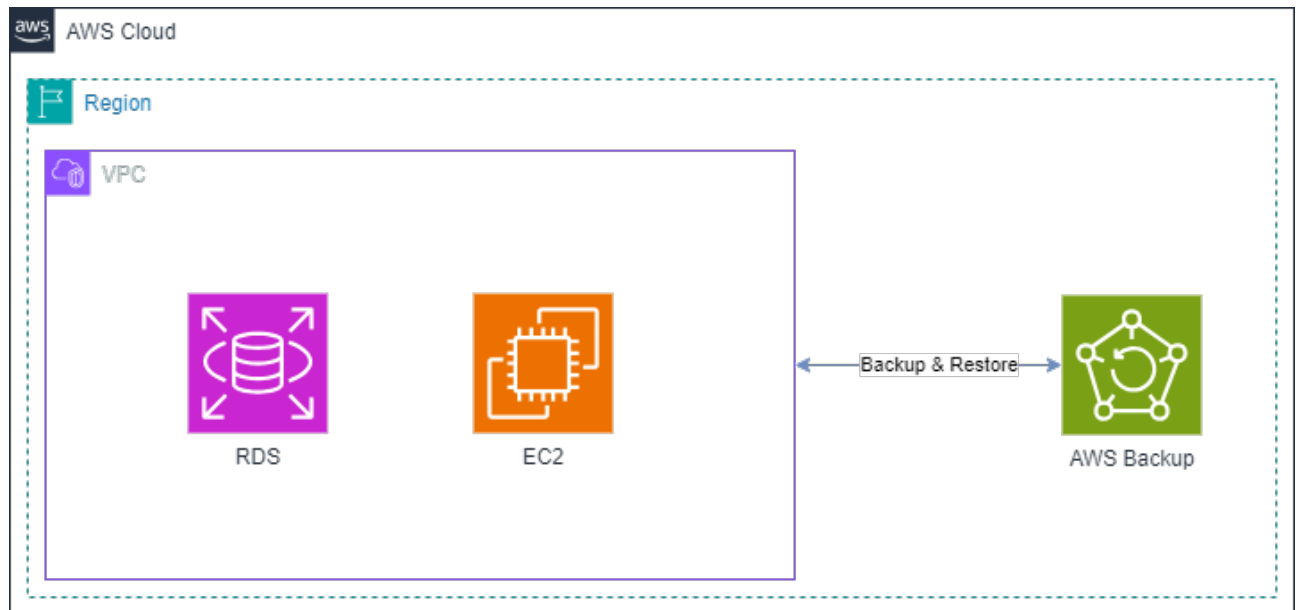 aws
AWS Cloud
Region
VPC
Backup & Restore
RDS
EC2
AWS Backup